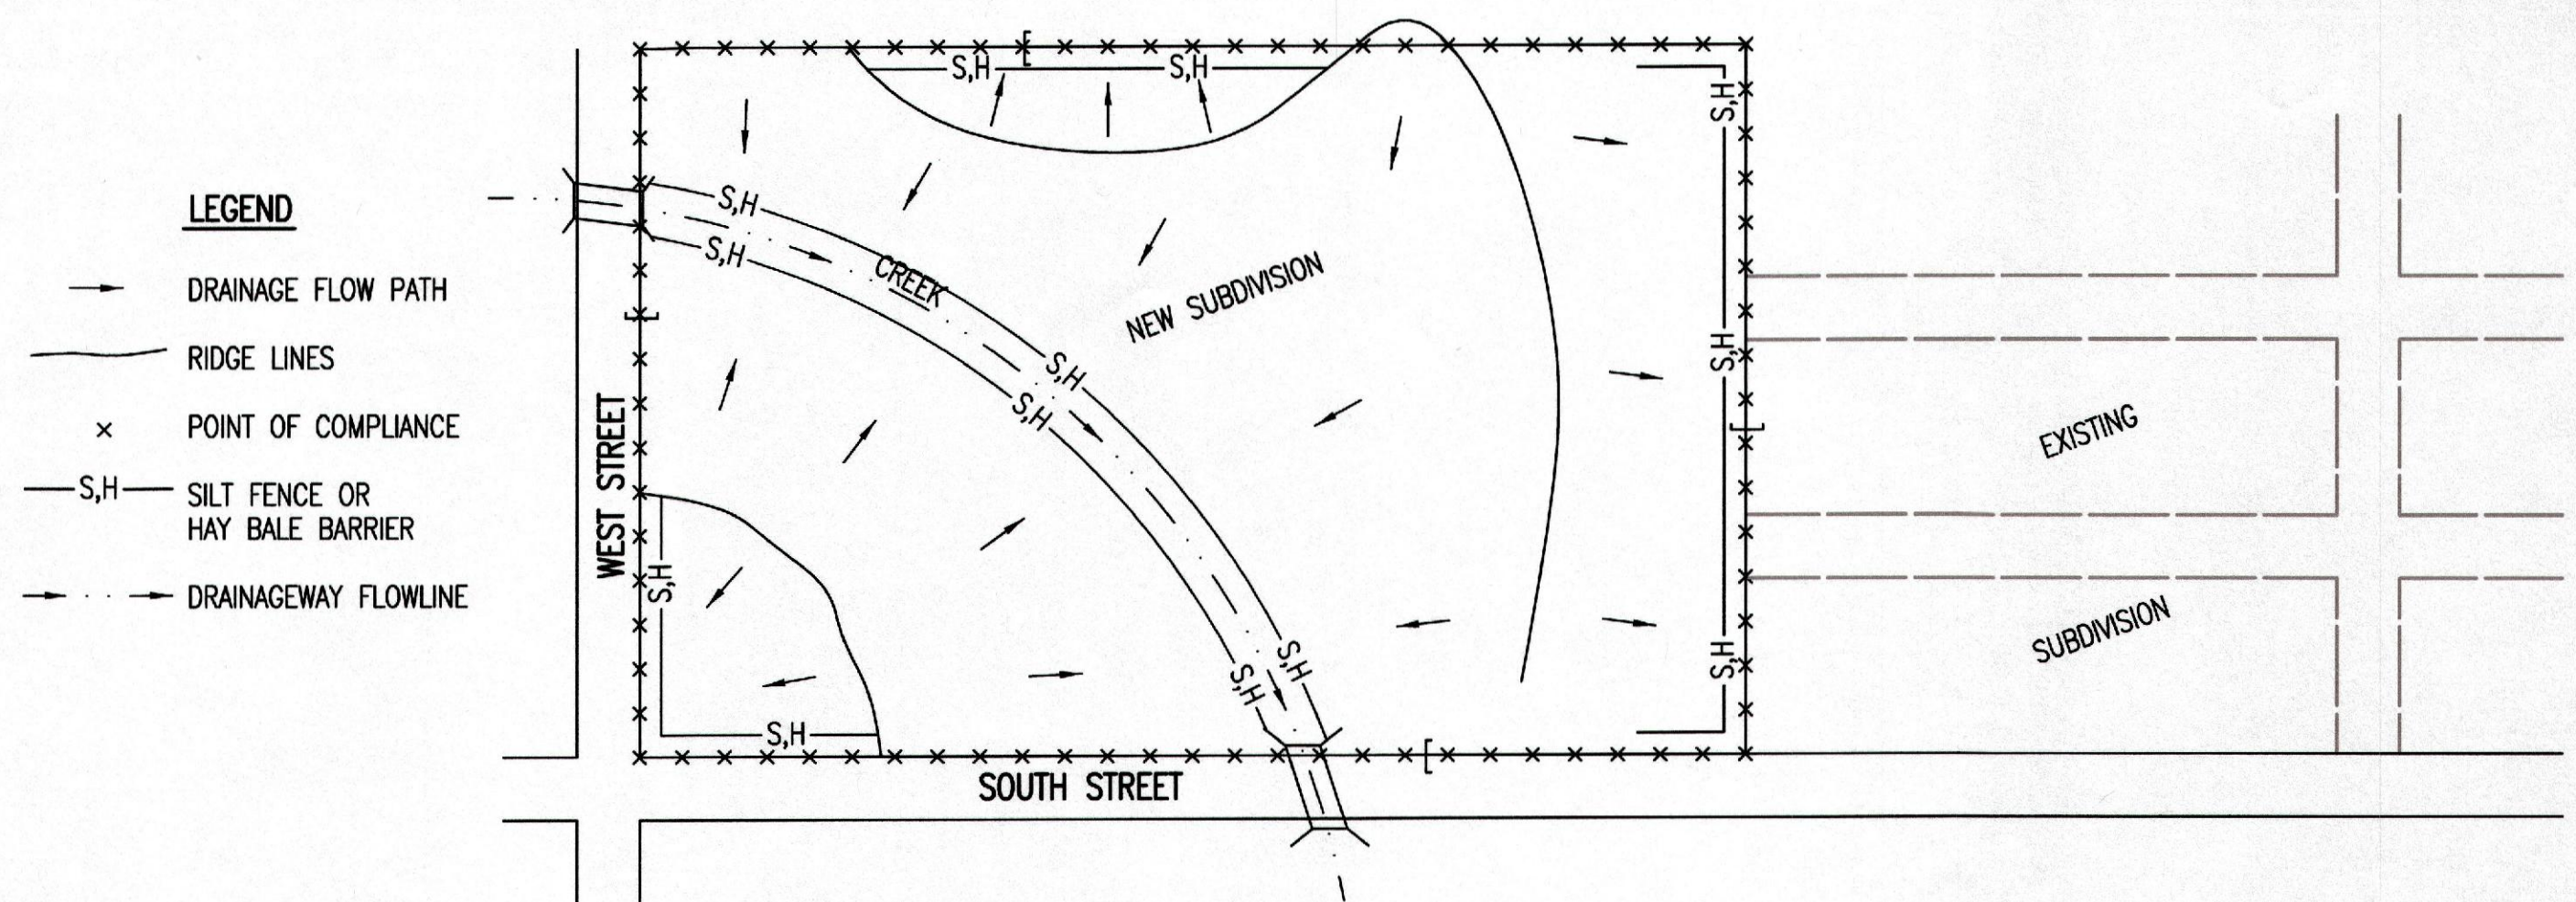 LEGEND
DRAINAGE FLOW PATH
RIDGE LINES
POINT OF COMPLIANCE
S,H
SILT FENCE OR
HAY BALE BARRIER
DRAINAGEWAY FLOWLINE
S,H
S,H
S,H
S,H
S,H
CREEK
NEW SUBDIVISION
S,H
S,H
S,H
WEST STREET
EXISTING
S,H
S,H
S,H
S,H
SUBDIVISION
S,H
SOUTH STREET